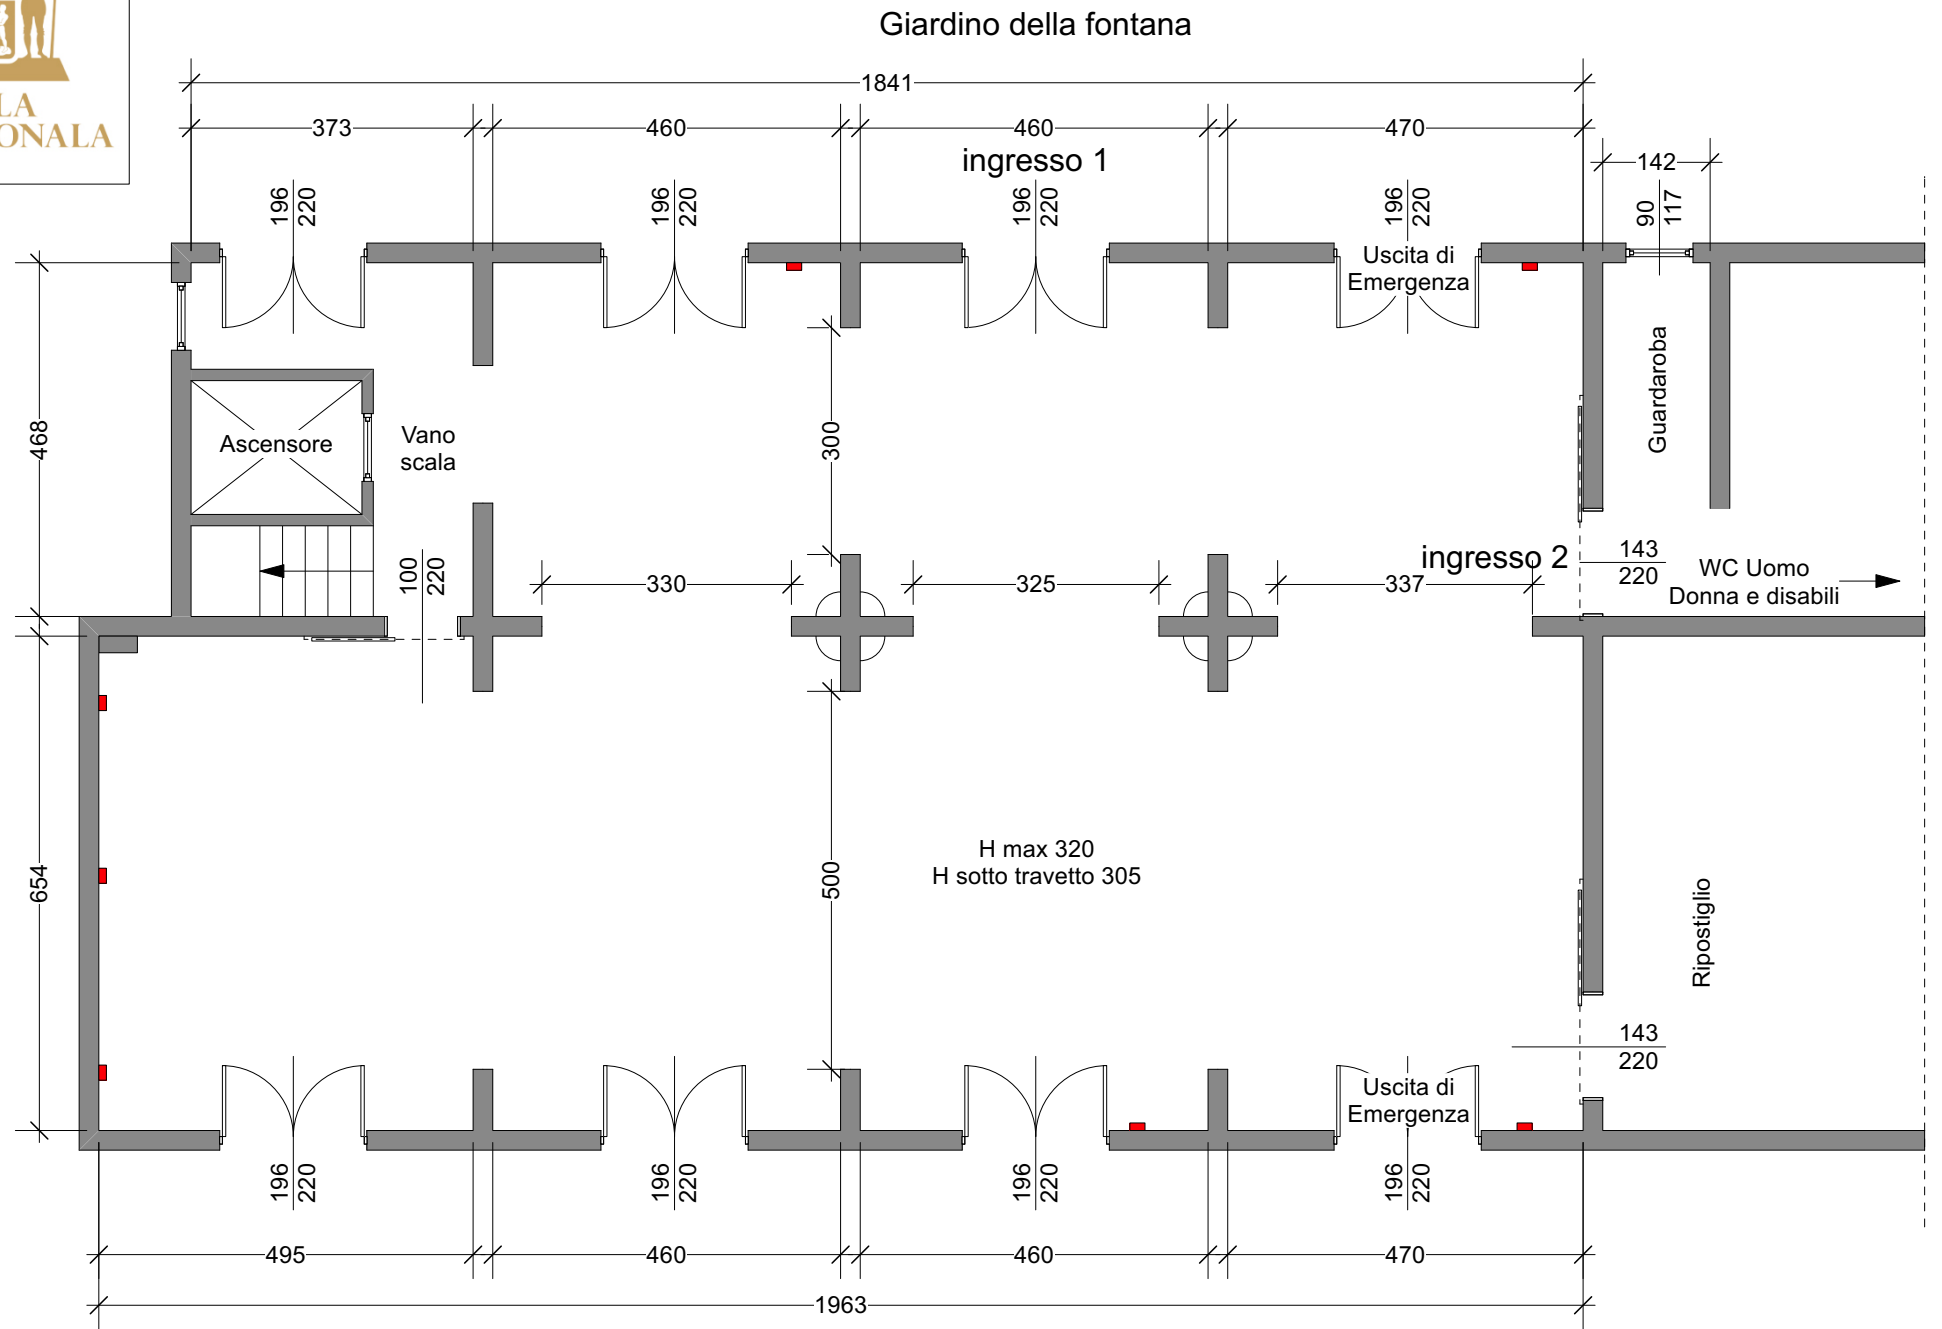 Giardino della fontana
LA
ONALA
1841
373
460
460
470
ingresso 1
142
196
220
196
220
196
220
196
220
90
117
Uscita di
Emergenza
Guardaroba
468
Ascensore
Vano
scala
300
100
220
330
325
337
ingresso 2
143
220
WC Uomo
Donna e disabili
654
500
H max 320
H sotto travetto 305
Ripostiglio
143
220
Uscita di
Emergenza
196
220
196
220
196
220
196
220
495
460
460
470
1963